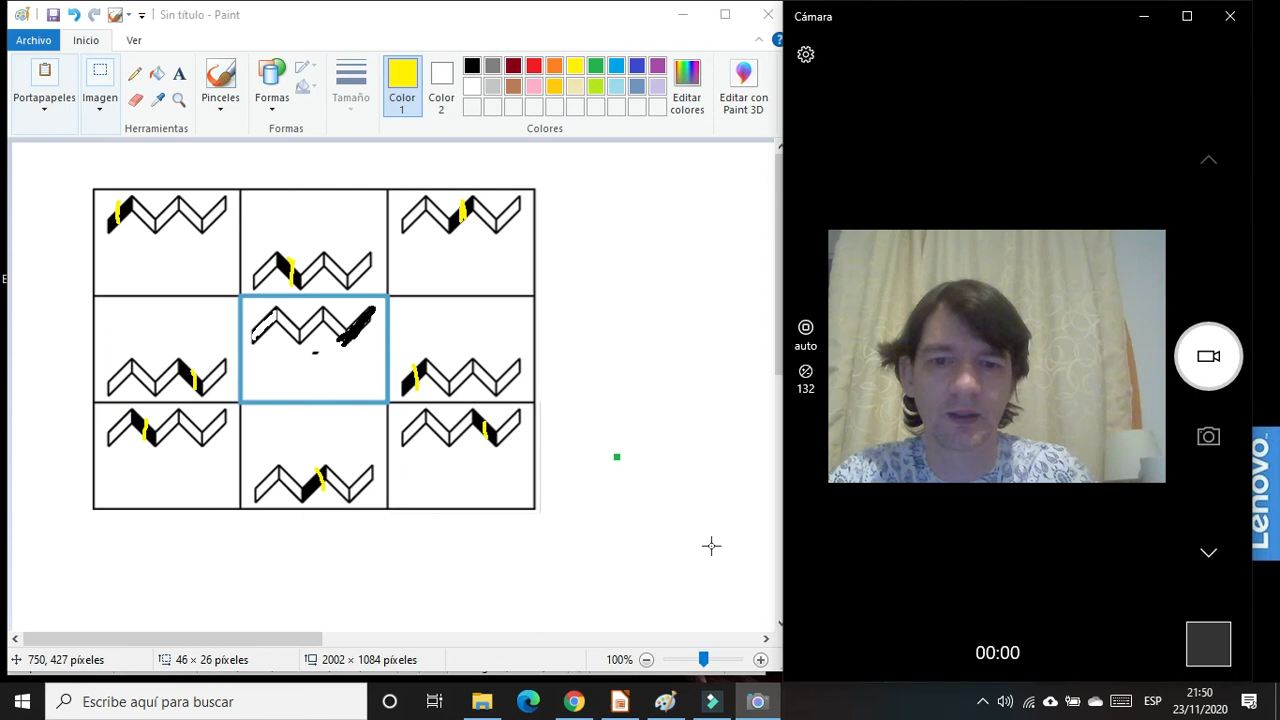 Sin título - Paint
Archivo Inicio Ver
Portapapeles
Imagen
Herramientas
Pinceles
Formas
Formas
Tamaño
Color 1
Color 2
Colores
Editar colores
Editar con Paint 3D
750, 427 píxeles
46 × 26 píxeles
2002 × 1084 píxeles
100%
Cámara
auto
132
00:00
Lenovo
Escribe aquí para buscar
ESP
21:50
23/11/2020